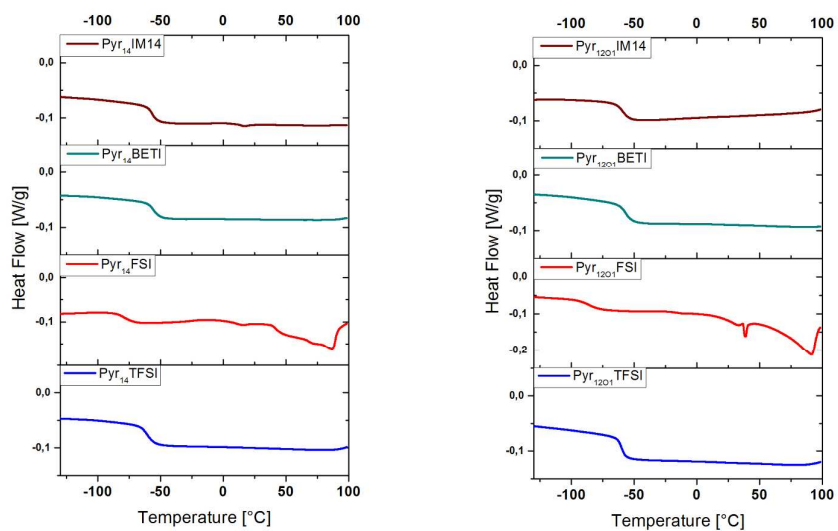 -100 -50 0 50 100
Pyr₁₄IM14
0,0
-0,1
Pyr₁₄BETI
0,0
-0,1
Pyr₁₄FSI
-0,1
Pyr₁₄TFSI
0,0
-0,1
-100 -50 0 50 100
Heat Flow [W/g]
Temperature [°C]
-100 -50 0 50 100
Pyr₁₂O₁IM14
0,0
-0,1
Pyr₁₂O₁BETI
0,0
-0,1
Pyr₁₂O₁FSI
0,0
-0,1
-0,2
Pyr₁₂O₁TFSI
0,0
-0,1
-100 -50 0 50 100
Heat Flow [W/g]
Temperature [°C]